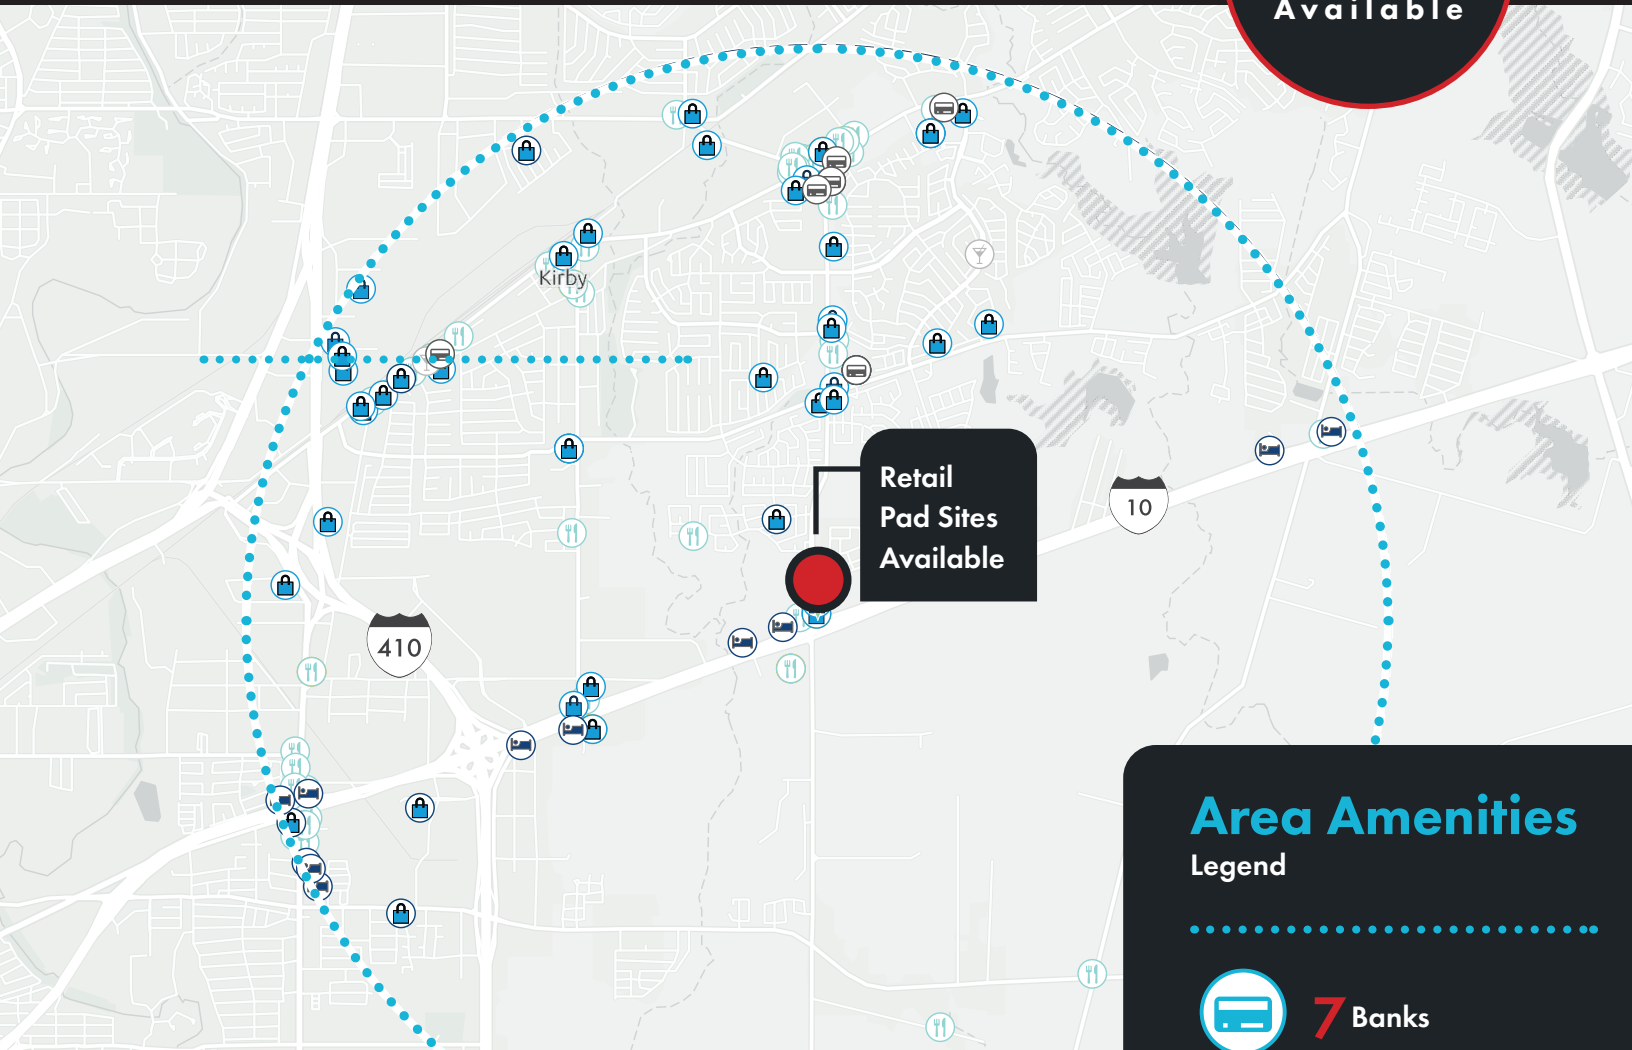 Available
Kirby
Retail
Pad Sites
Available
10
410
Area Amenities
Legend
7 Banks